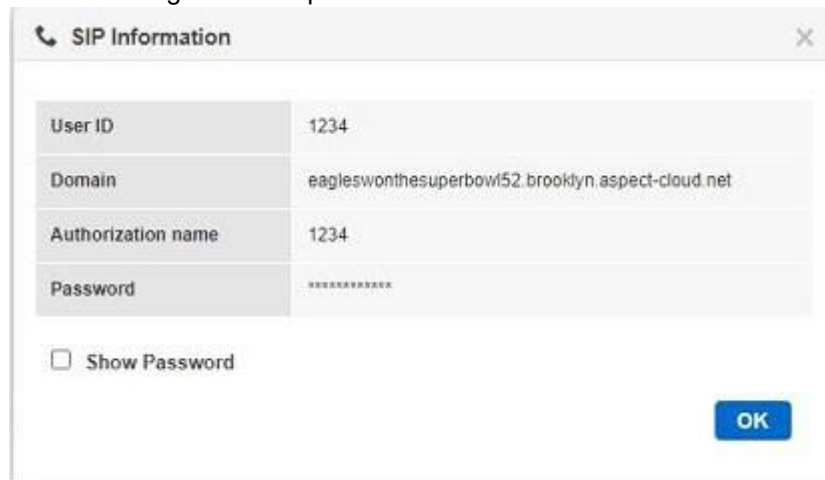 SIP Information
User ID 1234
Domain eagleswonthesuperbowl52.brooklyn.aspect-cloud.net
Authorization name 1234
Password ************
Show Password
OK